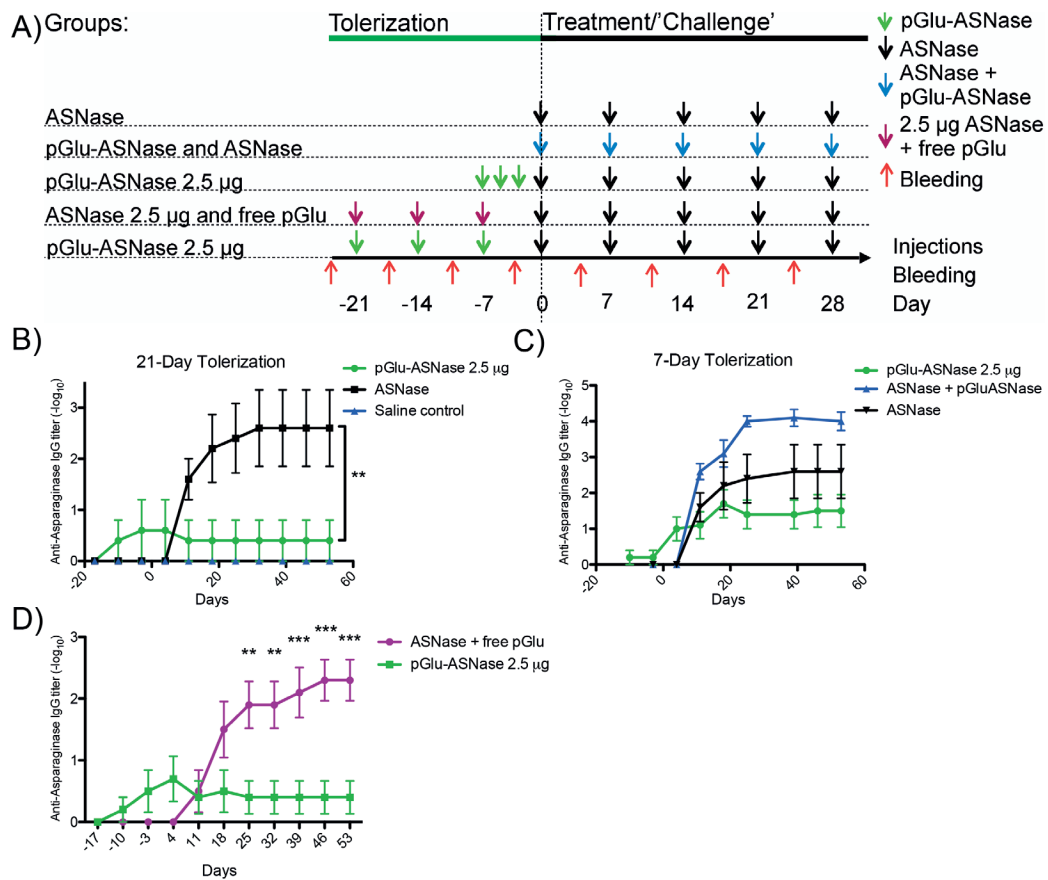 A)
Groups:
Tolerization
Treatment/'Challenge'
pGlu-ASNase
ASNase
ASNase +
pGlu-ASNase
2.5 µg ASNase
+ free pGlu
Bleeding
ASNase
pGlu-ASNase and ASNase
pGlu-ASNase 2.5 µg
ASNase 2.5 µg and free pGlu
pGlu-ASNase 2.5 µg
Injections
Bleeding
-21 -14 -7 0 7 14 21 28 Day
B)
21-Day Tolerization
pGlu-ASNase 2.5 µg
ASNase
Saline control
Anti-Asparaginase IgG titer (-log10)
3
2
1
0
**
-20 0 20 40 60
Days
C)
7-Day Tolerization
pGlu-ASNase 2.5 µg
ASNase + pGluASNase
ASNase
Anti-Asparaginase IgG titer (-log10)
5
4
3
2
1
0
-20 0 20 40 60
Days
D)
ASNase + free pGlu
pGlu-ASNase 2.5 µg
Anti-Asparaginase IgG titer (-log10)
3
2
1
0
** ** *** *** ***
-17 -10 -3 4 11 18 25 32 39 46 53
Days